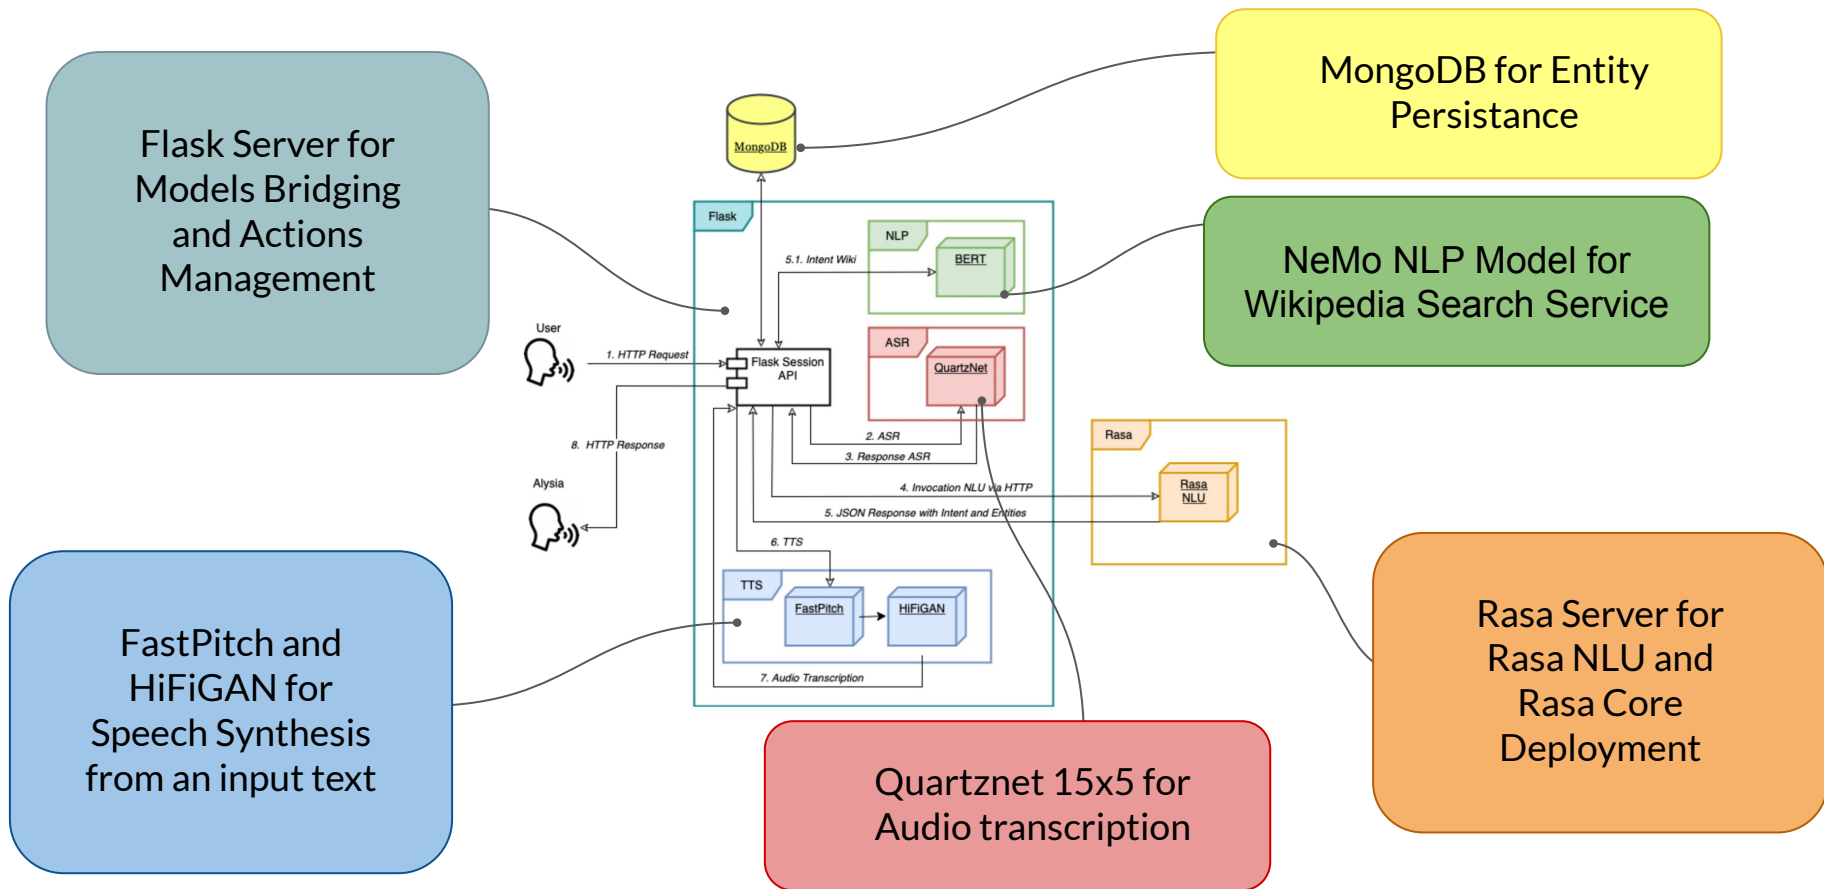 Flask Server for
Models Bridging
and Actions
Management
MongoDB for Entity
Persistance
NeMo NLP Model for
Wikipedia Search Service
MongoDB
Flask
NLP
BERT
5.1. Intent Wiki
User
1. HTTP Request
Flask Session
API
ASR
QuartzNet
2. ASR
3. Response ASR
8. HTTP Response
Rasa
Rasa
NLU
4. Invocation NLU via HTTP
5. JSON Response with Intent and Entities
Alysia
6. TTS
TTS
FastPitch
HiFiGAN
7. Audio Transcription
FastPitch and
HiFiGAN for
Speech Synthesis
from an input text
Quartznet 15x5 for
Audio transcription
Rasa Server for
Rasa NLU and
Rasa Core
Deployment